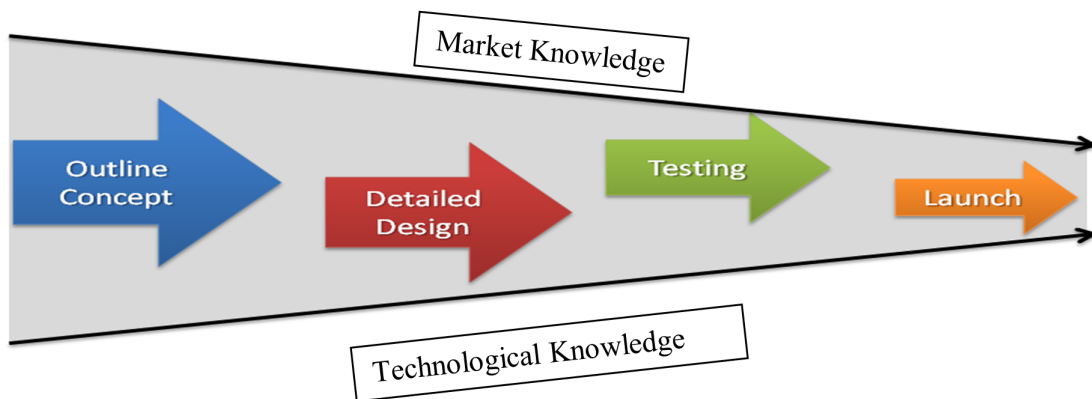 Market Knowledge
Outline
Concept
Detailed
Design
Testing
Launch
Technological Knowledge